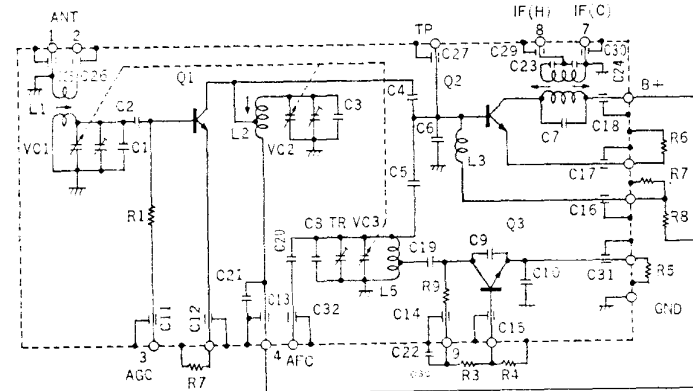 ANT
1 2
C26
L1
VC1
C1
C2
Q1
L2
VC2
C3
C4
TP
C27
Q2
C6
L3
C5
IF(H)
8
IF(C)
7
C29
C23
C30
C24
B+
C7
C18
R6
C17
R7
C16
R8
R1
C20
C8 TR VC3
L5
C19
C9
Q3
R9
C10
C31
R5
GND
C21
C13
C32
C11
C12
C14
C15
C22
3
AGC
R7
4
AFC
9
R3
R4